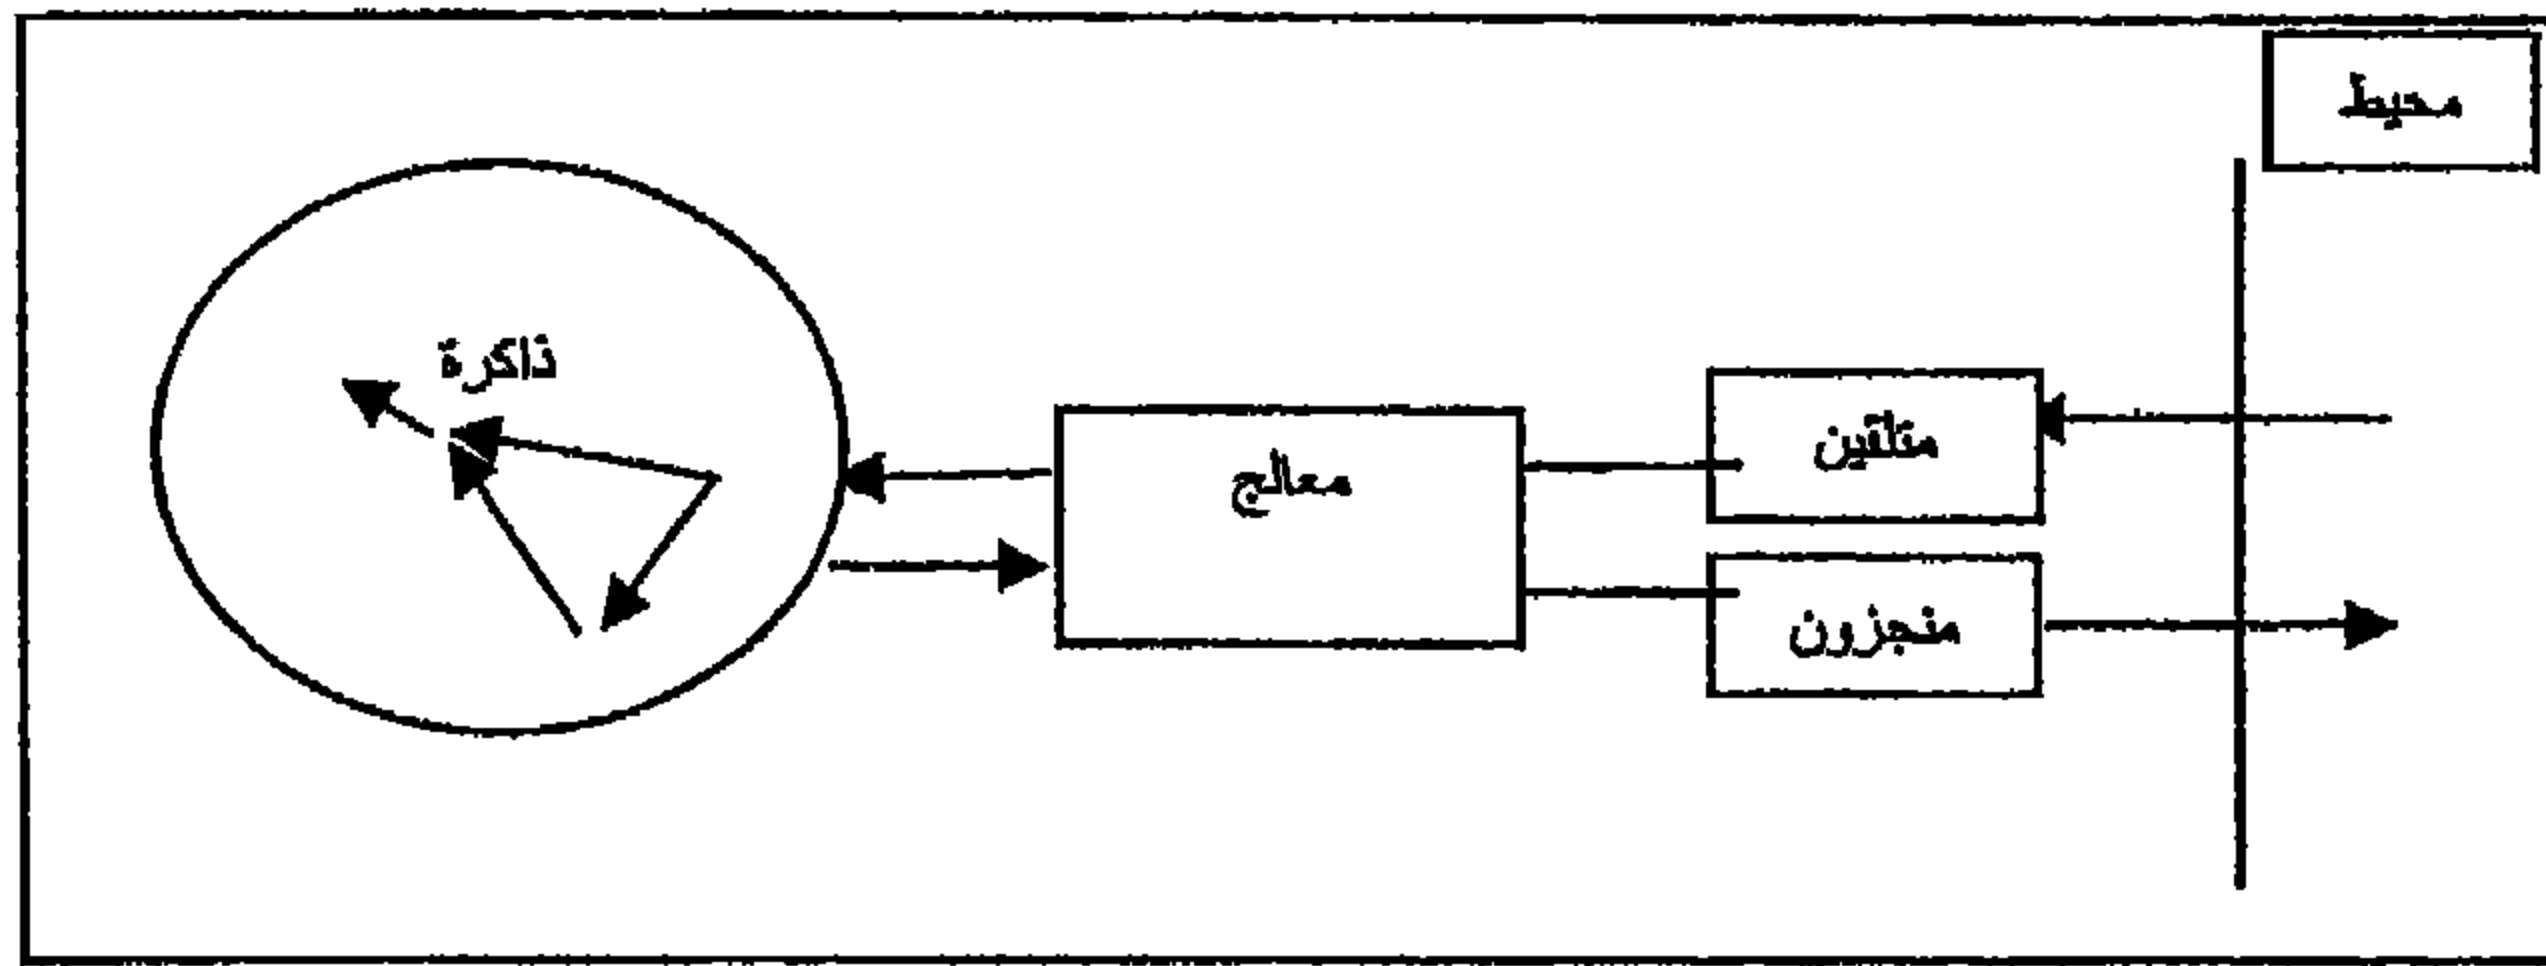 محيط
ذاكرة
متلقين
معالج
منجزون